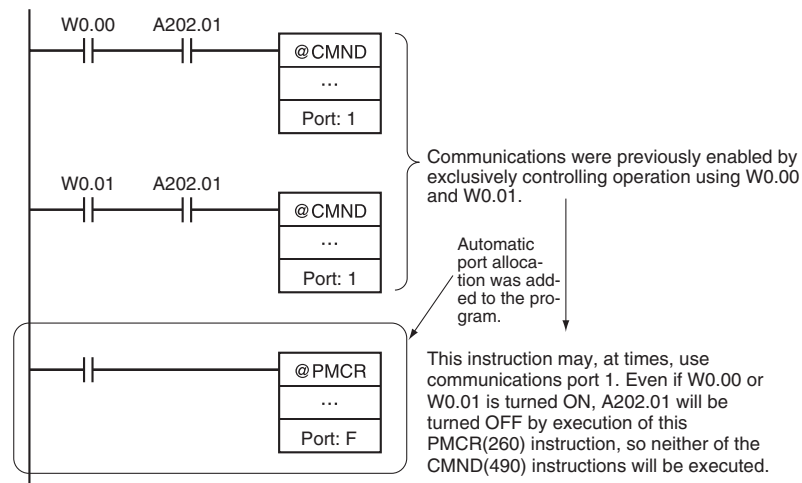 W0.00 A202.01
@CMND
...
Port: 1
Communications were previously enabled by
exclusively controlling operation using W0.00
and W0.01.
W0.01 A202.01
@CMND
...
Port: 1
Automatic
port alloca-
tion was add-
ed to the pro-
gram.
@PMCR
...
Port: F
This instruction may, at times, use
communications port 1. Even if W0.00 or
W0.01 is turned ON, A202.01 will be
turned OFF by execution of this
PMCR(260) instruction, so neither of the
CMND(490) instructions will be executed.